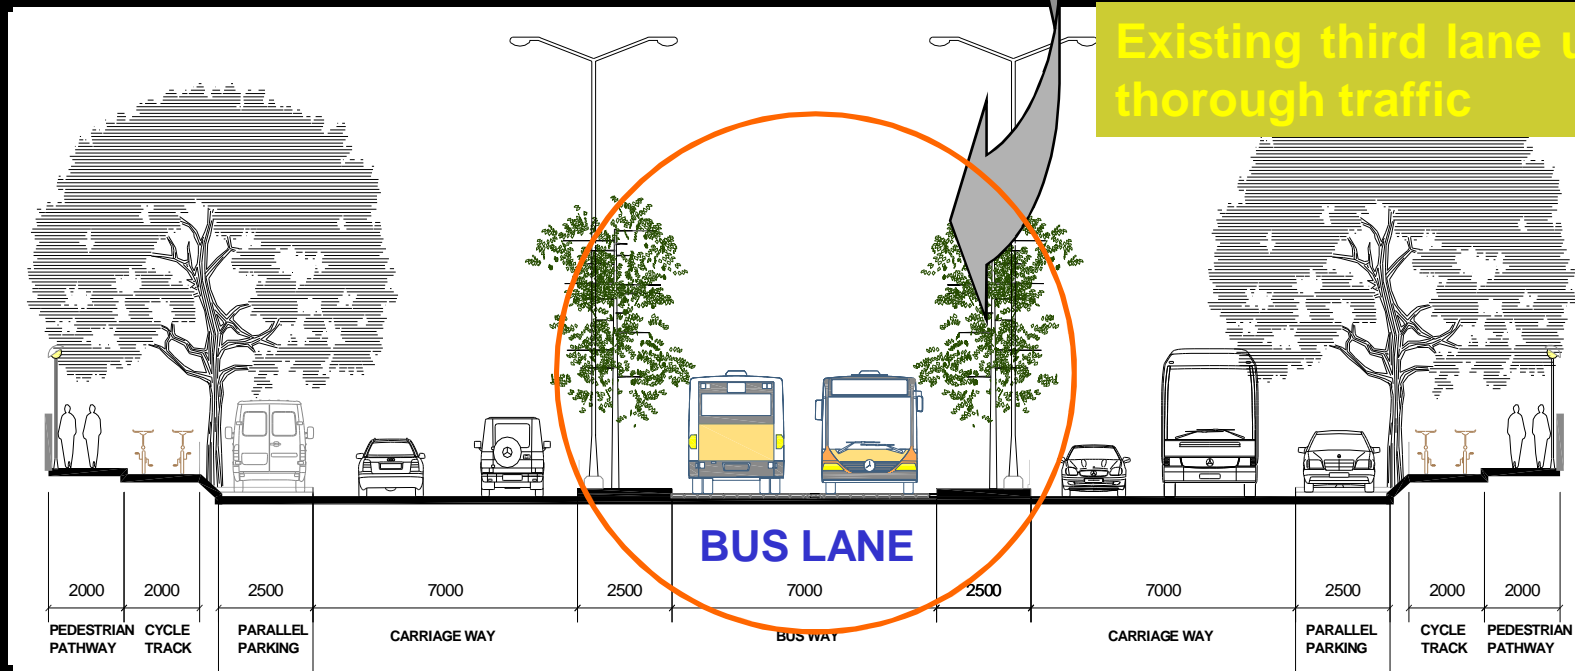 Existing third lane u
thorough traffic
BUS LANE
2000 2000 2500 7000 2500 7000 2500 7000 2500 2000 2000
PEDESTRIAN PATHWAY
CYCLE TRACK
PARALLEL PARKING
CARRIAGE WAY
BUS WAY
CARRIAGE WAY
PARALLEL PARKING
CYCLE TRACK
PEDESTRIAN PATHWAY